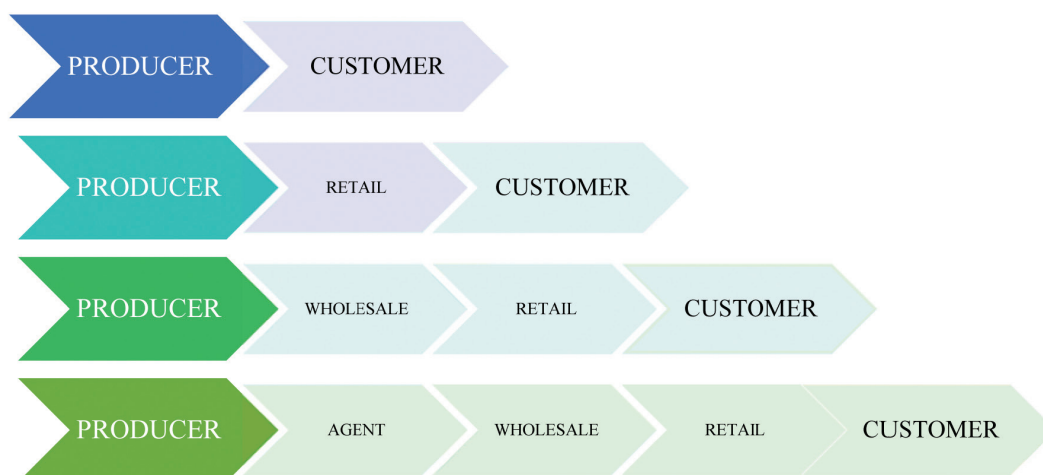 PRODUCER CUSTOMER
PRODUCER RETAIL CUSTOMER
PRODUCER WHOLESALE RETAIL CUSTOMER
PRODUCER AGENT WHOLESALE RETAIL CUSTOMER